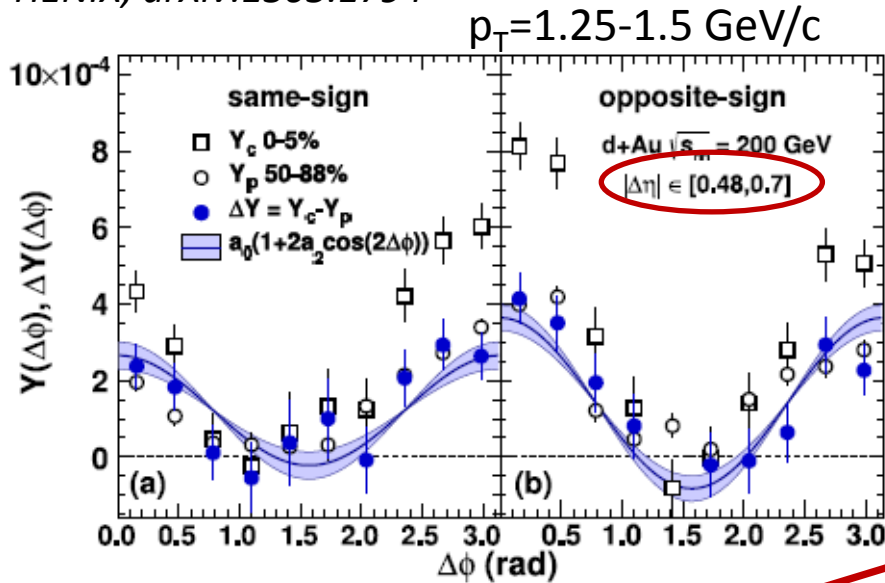 p_T=1.25-1.5 GeV/c
10×10⁻⁴
same-sign
Y_c 0-5%
Y_p 50-88%
ΔY = Y_c-Y_p
a_0(1+2a_2cos(2Δϕ))
opposite-sign
d+Au = 200 GeV
|Δη| ∈ [0.48,0.7]
Y(Δϕ), ΔY(Δϕ)
8
6
4
2
0
(a)
(b)
0.0 0.5 1.0 1.5 2.0 2.5 3.0 0.5 1.0 1.5 2.0 2.5 3.0
Δϕ (rad)